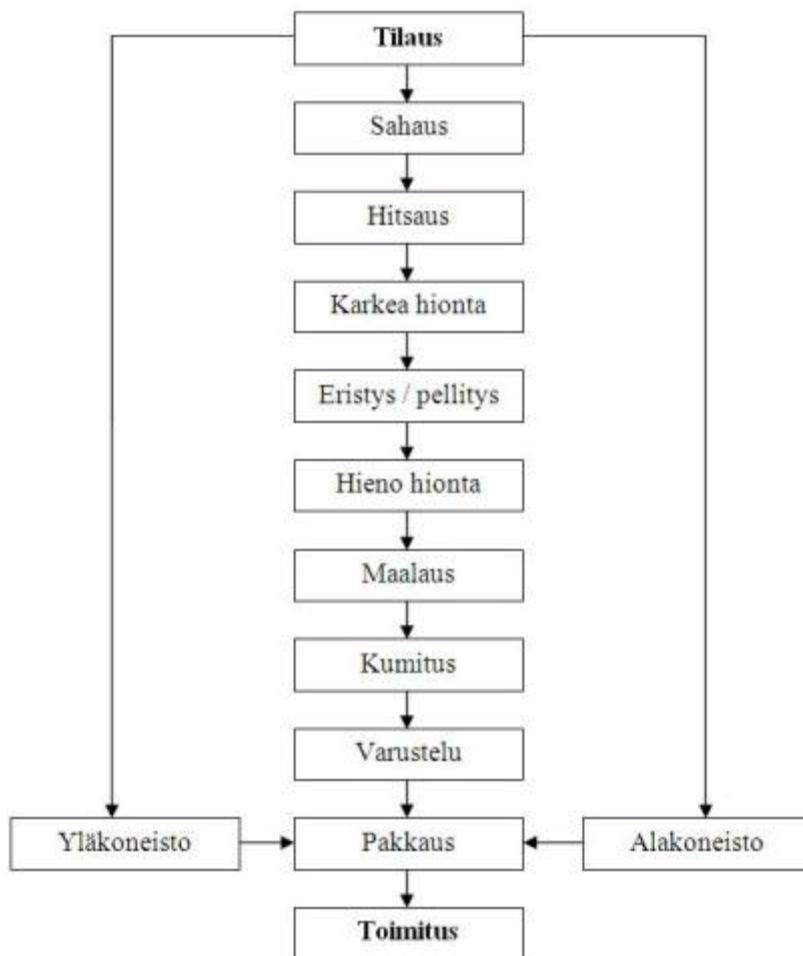 Tilaus
Sahaus
Hitsaus
Karkea hionta
Eristys / pellitys
Hieno hionta
Maalaus
Kumitus
Varustelu
Yläkoneisto
Pakkaus
Alakoneisto
Toimitus